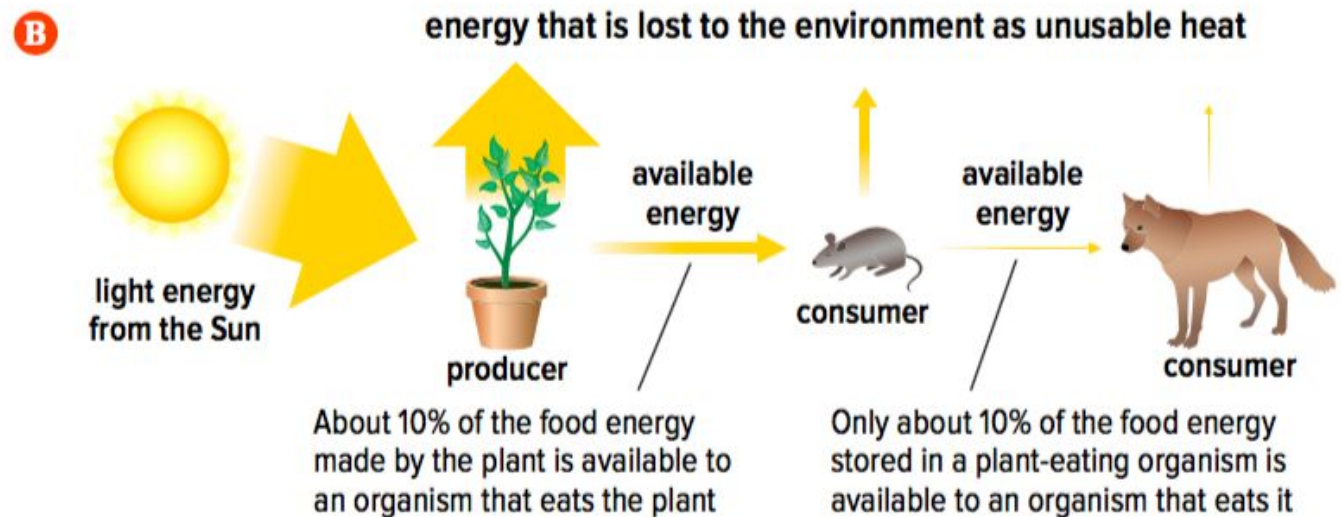 B
energy that is lost to the environment as unusable heat
light energy
from the Sun
producer
available
energy
consumer
available
energy
consumer
About 10% of the food energy
made by the plant is available to
an organism that eats the plant
Only about 10% of the food energy
stored in a plant-eating organism is
available to an organism that eats it